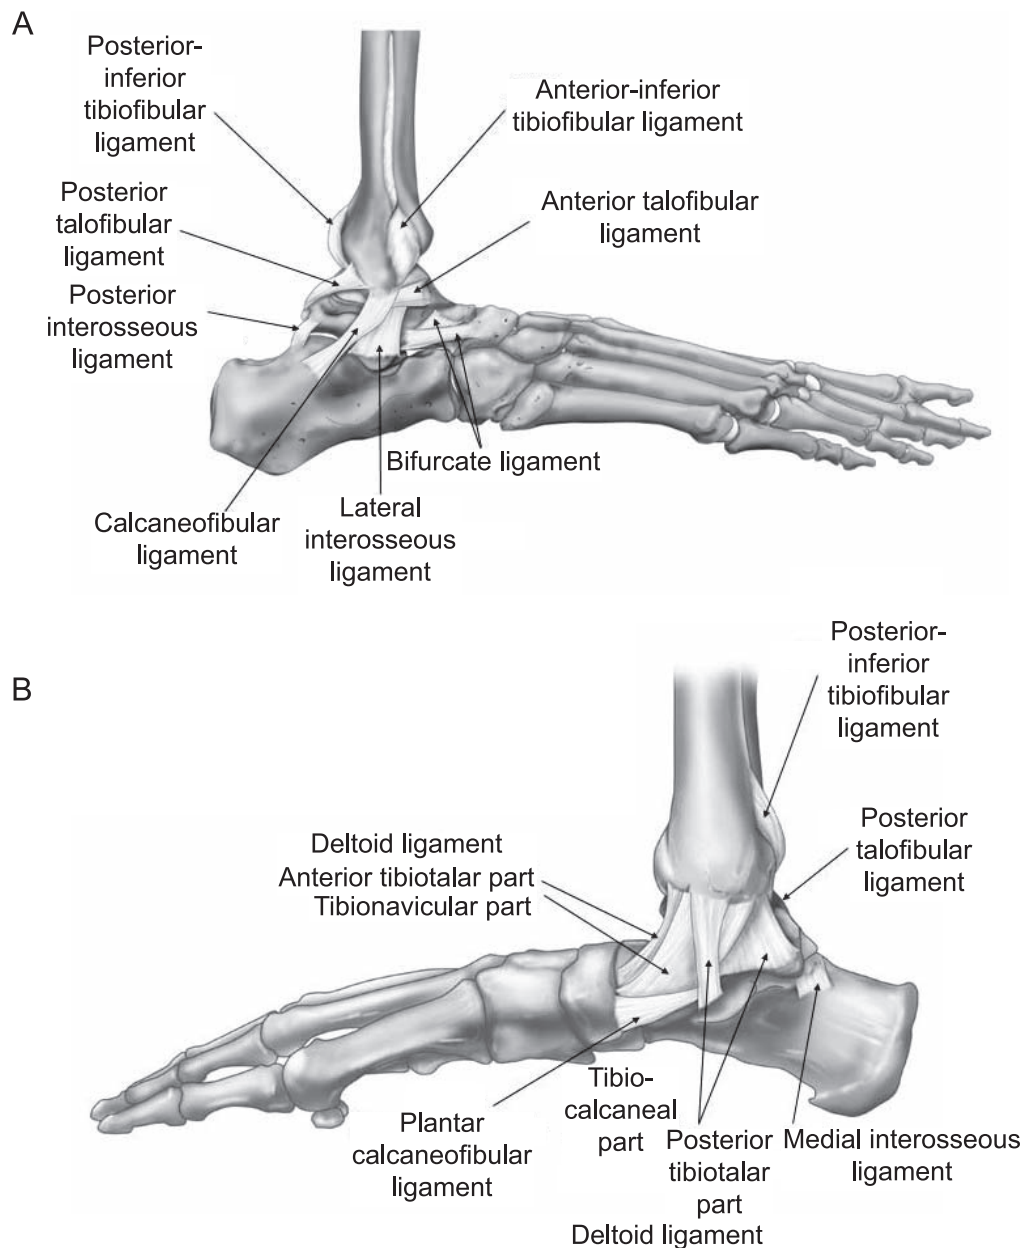 A
Posterior-
inferior
tibiofibular
ligament
Anterior-inferior
tibiofibular ligament
Posterior
talofibular
ligament
Anterior talofibular
ligament
Posterior
interosseous
ligament
Bifurcate ligament
Calcaneofibular
ligament
Lateral
interosseous
ligament
B
Posterior-
inferior
tibiofibular
ligament
Posterior
talofibular
ligament
Deltoid ligament
Anterior tibiotalar part
Tibionavicular part
Plantar
calcaneofibular
ligament
Tibio-
calcaneal
part
Posterior
tibiotalar
part
Deltoid ligament
Medial interosseous
ligament